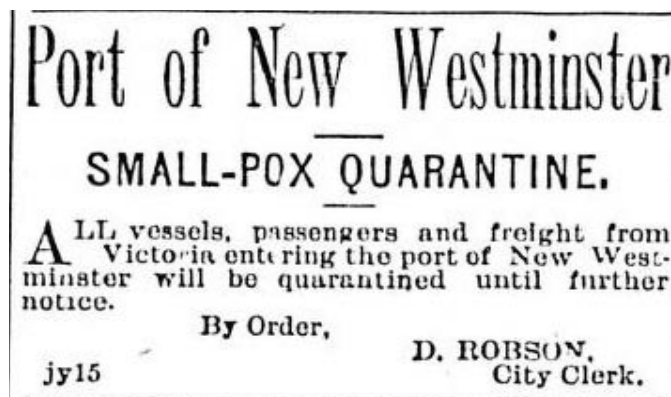 Port of New Westminster
SMALL-POX QUARANTINE.
ALL vessels, passengers and freight from
Victoria entering the port of New West-
minster will be quarantined until further
notice.
By Order,
D. ROBSON,
jy15 City Clerk.